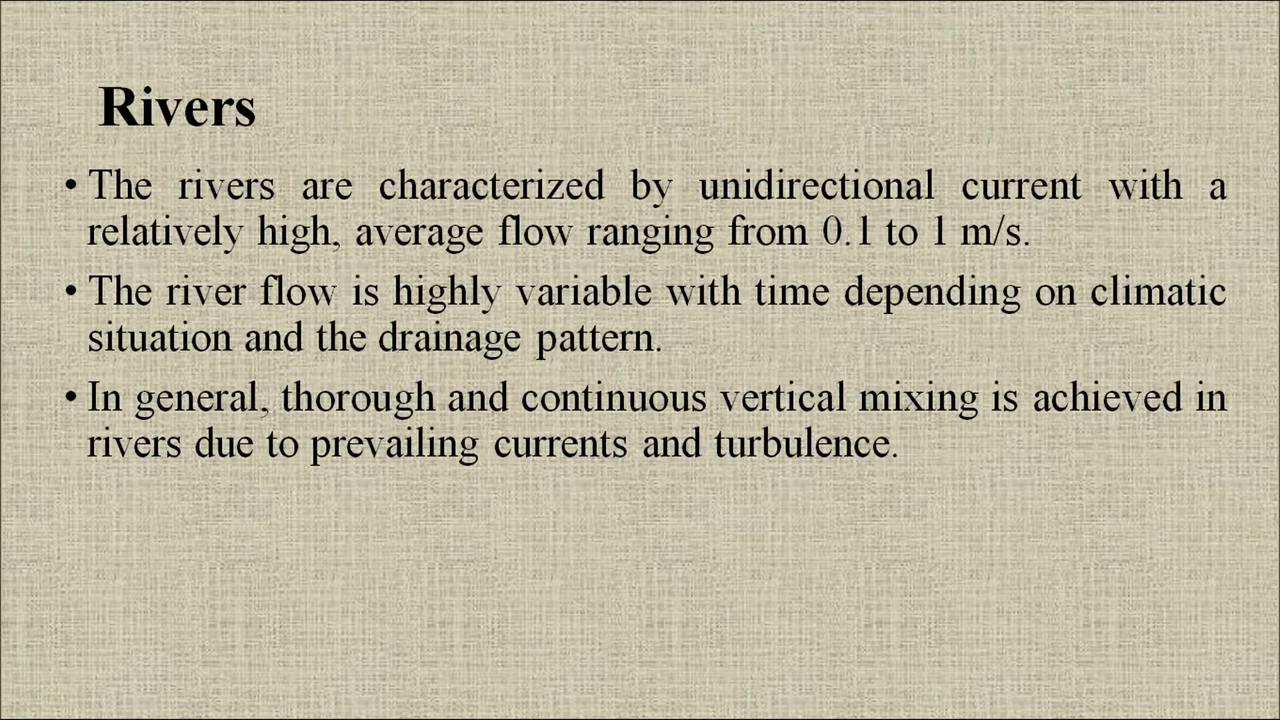 Rivers
• The rivers are characterized by unidirectional current with a
relatively high, average flow ranging from 0.1 to 1 m/s.
• The river flow is highly variable with time depending on climatic
situation and the drainage pattern.
• In general, thorough and continuous vertical mixing is achieved in
rivers due to prevailing currents and turbulence.